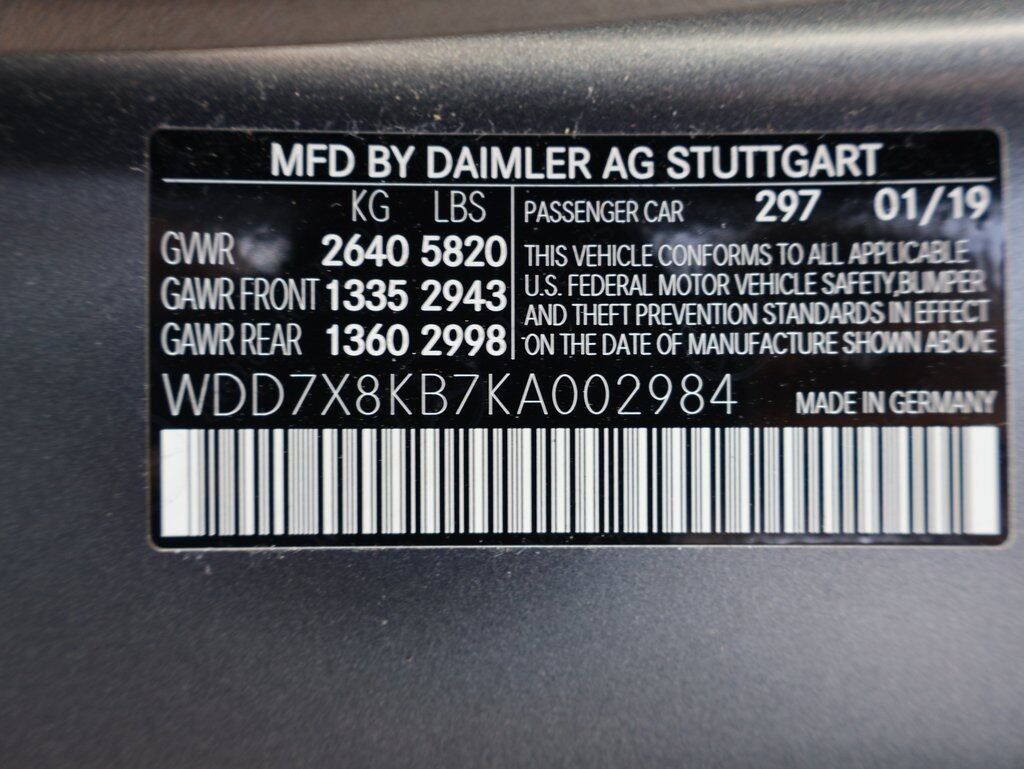 MFD BY DAIMLER AG STUTTGART
KG LBS
GVWR 2640 5820
GAWR FRONT 1335 2943
GAWR REAR 1360 2998
PASSENGER CAR 297 01/19
THIS VEHICLE CONFORMS TO ALL APPLICABLE
U.S. FEDERAL MOTOR VEHICLE SAFETY,BUMPER
AND THEFT PREVENTION STANDARDS IN EFFECT
ON THE DATE OF MANUFACTURE SHOWN ABOVE
WDD7X8KB7KA002984 MADE IN GERMANY